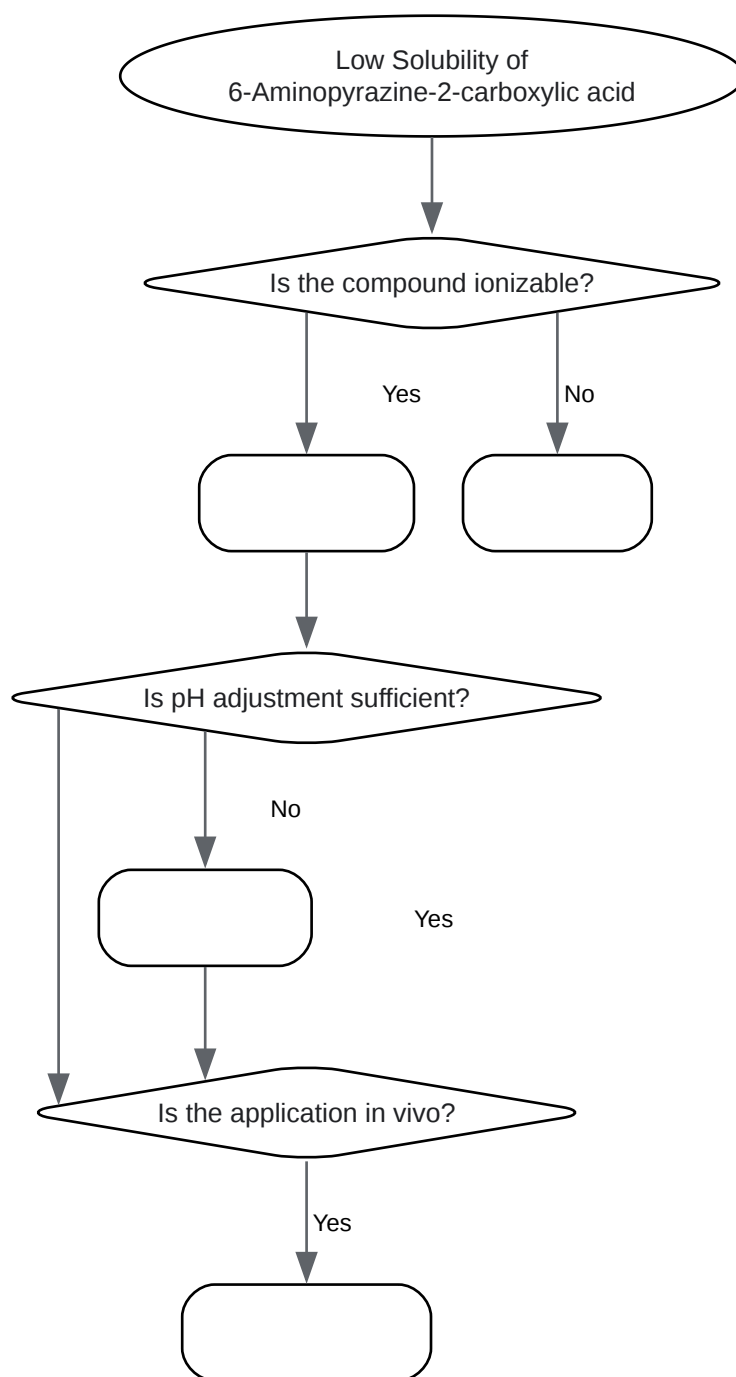 Low Solubility of
6-Aminopyrazine-2-carboxylic acid
Is the compound ionizable?
Yes
No
Is pH adjustment sufficient?
No
Yes
Is the application in vivo?
Yes